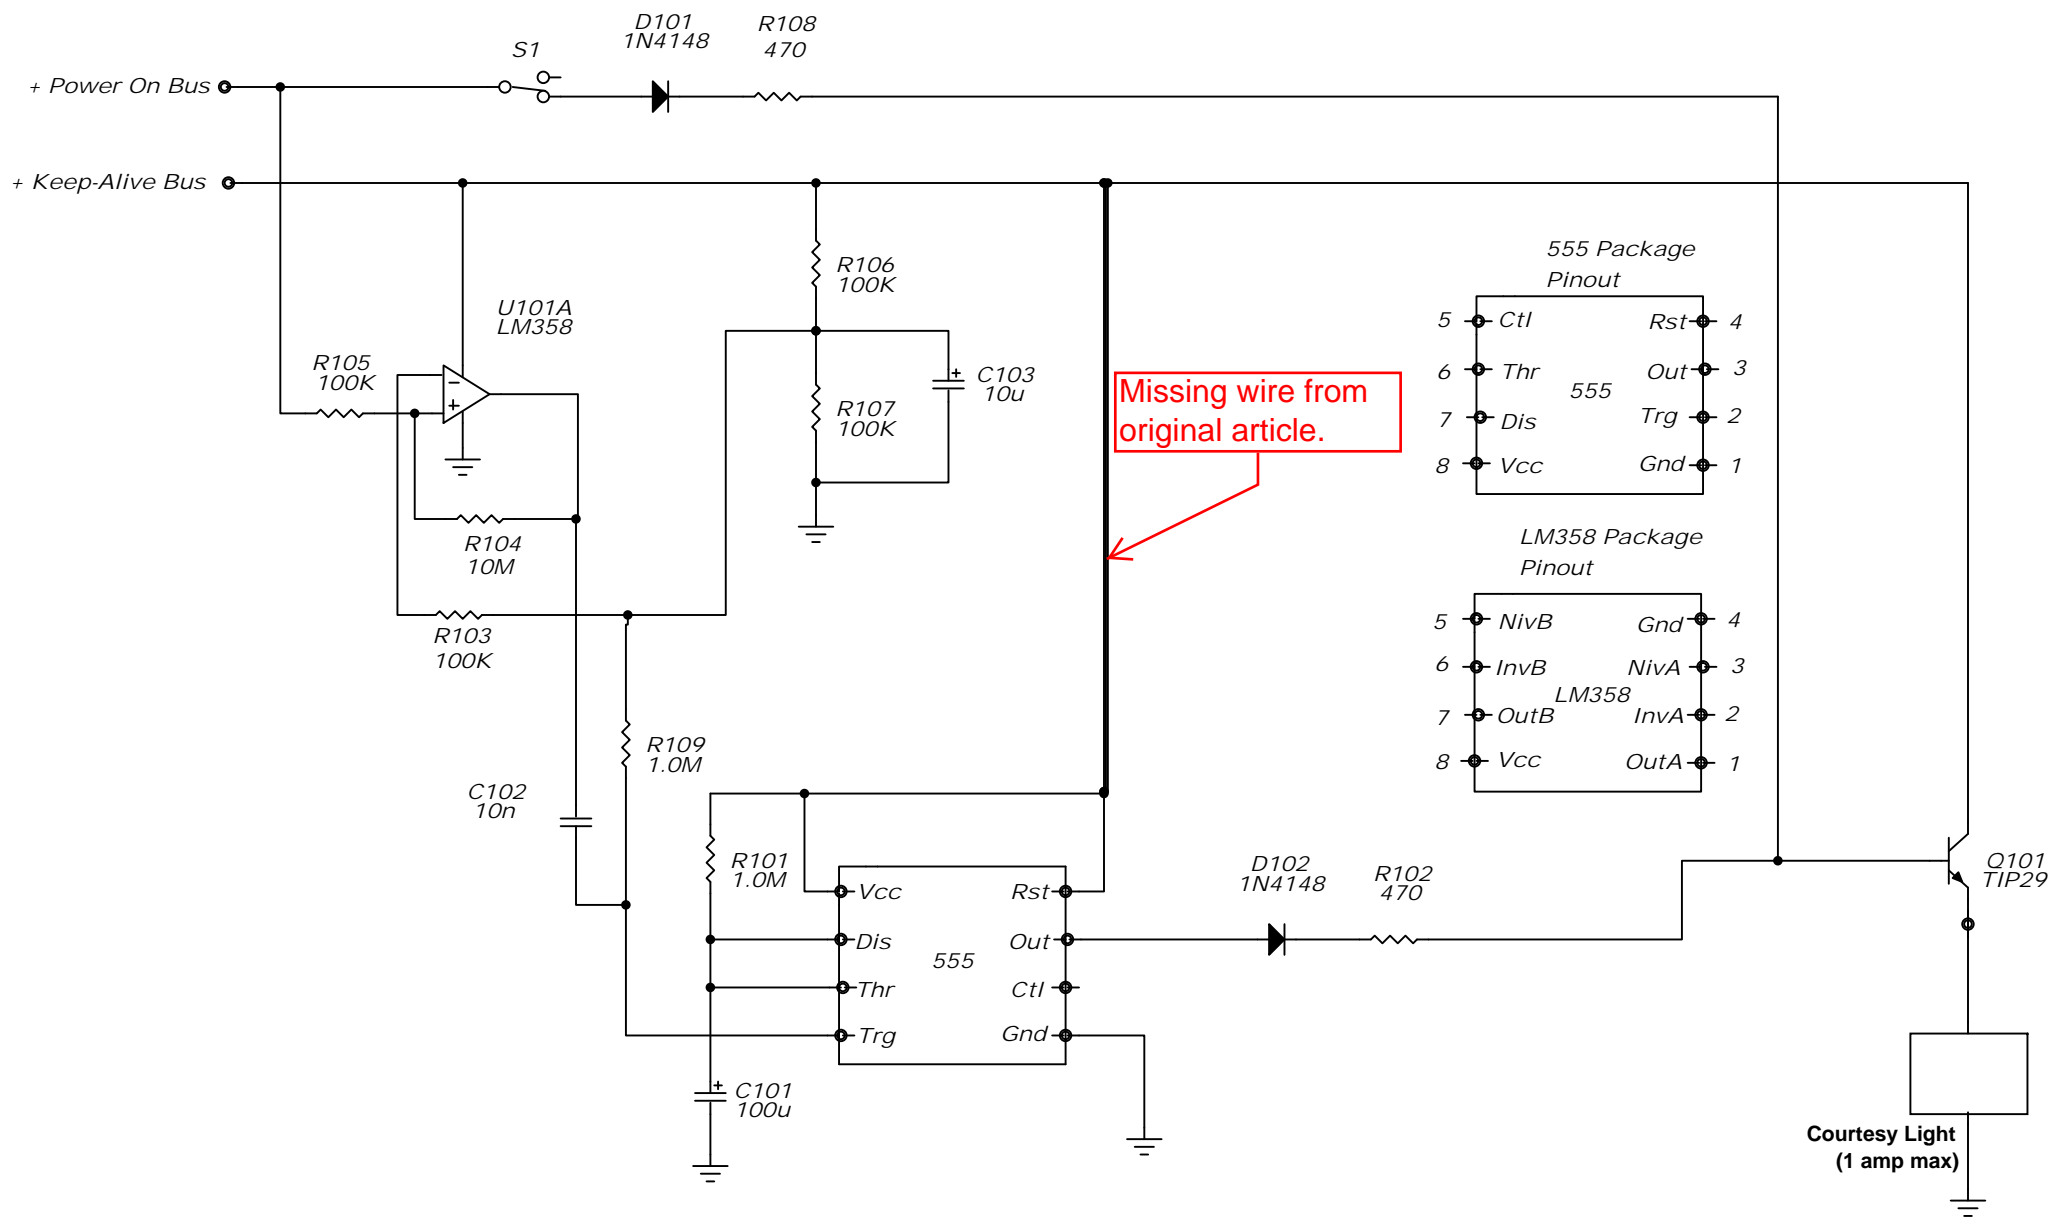 D101
1N4148
R108
470
S1
+ Power On Bus
+ Keep-Alive Bus
R106
100K
U101A
LM358
R105
100K
−
+
+
C103
10u
R107
100K
Missing wire from
original article.
R104
10M
R103
100K
R109
1.0M
C102
10n
555 Package
Pinout
5 Ctl Rst 4
6 Thr Out 3
555
7 Dis Trg 2
8 Vcc Gnd 1
LM358 Package
Pinout
5 NivB Gnd 4
6 InvB NivA 3
LM358
7 OutB InvA 2
8 Vcc OutA 1
R101
1.0M
Vcc Rst
Dis Out
555
Thr Ctl
Trg Gnd
+
C101
100u
D102
1N4148
R102
470
Q101
TIP29
Courtesy Light
(1 amp max)